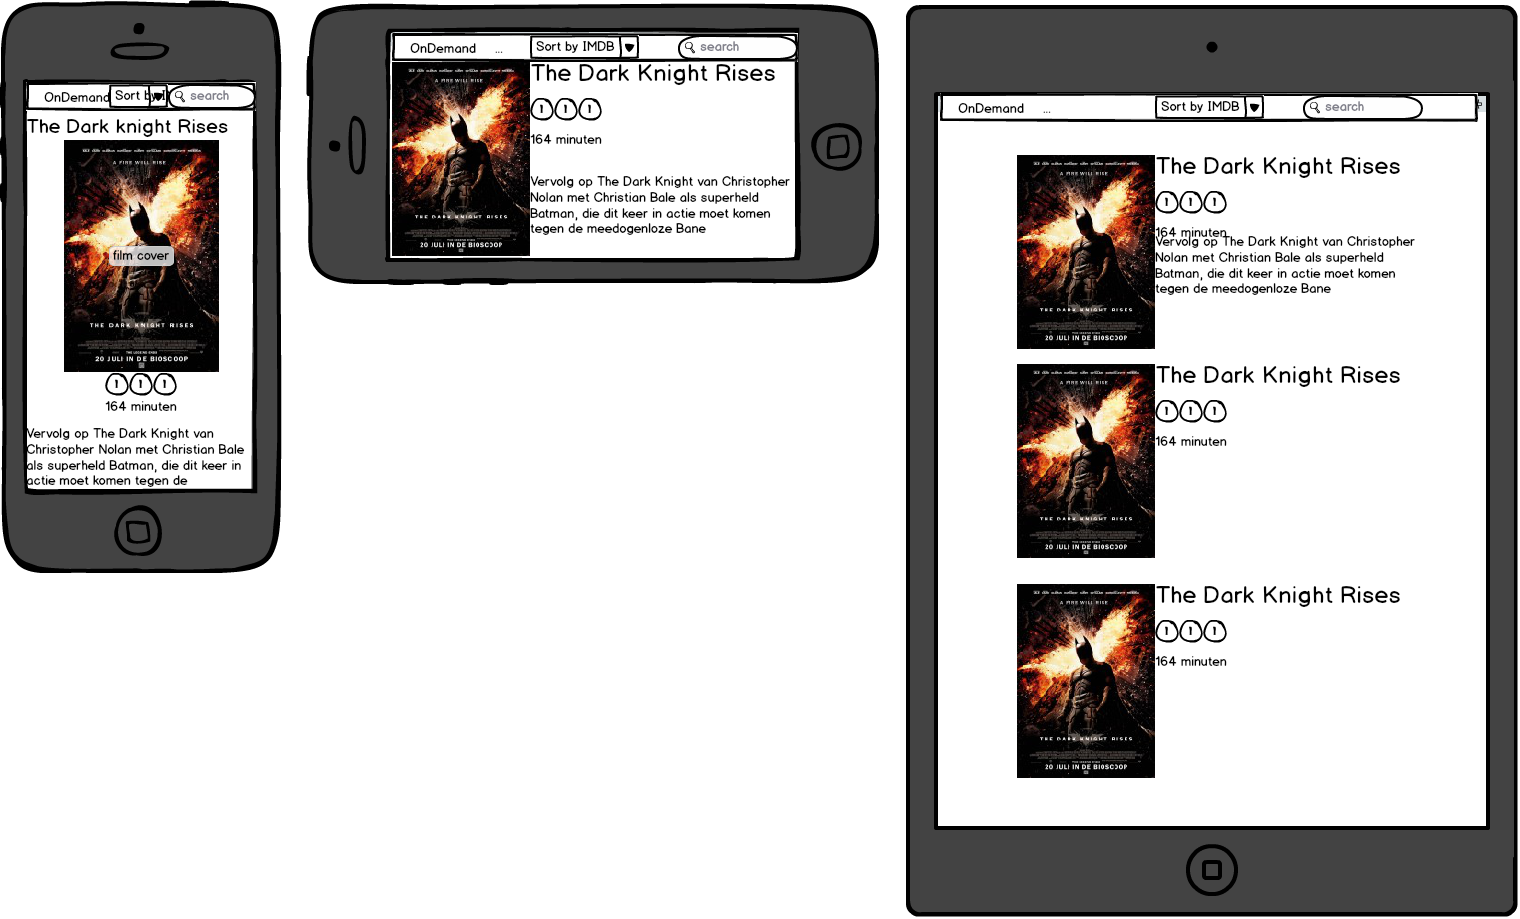 OnDemand Sort by I search
The Dark knight Rises
A FIRE WILL RISE
film cover
THE DARK KNIGHT RISES
THE LEGEND ENDS
20 JULI IN DE BIOSCOOP
1 1 1
164 minuten
Vervolg op The Dark Knight van
Christopher Nolan met Christian Bale
als superheld Batman, die dit keer in
actie moet komen tegen de
OnDemand ... Sort by IMDB search
A FIRE WILL RISE
THE DARK KNIGHT RISES
20 JULI IN DE BIOSCOOP
The Dark Knight Rises
1 1 1
164 minuten
Vervolg op The Dark Knight van Christopher
Nolan met Christian Bale als superheld
Batman, die dit keer in actie moet komen
tegen de meedogenloze Bane
OnDemand ... Sort by IMDB search
A FIRE WILL RISE
THE DARK KNIGHT RISES
20 JULI IN DE BIOSCOOP
The Dark Knight Rises
1 1 1
164 minuten
Vervolg op The Dark Knight van Christopher
Nolan met Christian Bale als superheld
Batman, die dit keer in actie moet komen
tegen de meedogenloze Bane
A FIRE WILL RISE
THE DARK KNIGHT RISES
20 JULI IN DE BIOSCOOP
The Dark Knight Rises
1 1 1
164 minuten
A FIRE WILL RISE
THE DARK KNIGHT RISES
20 JULI IN DE BIOSCOOP
The Dark Knight Rises
1 1 1
164 minuten